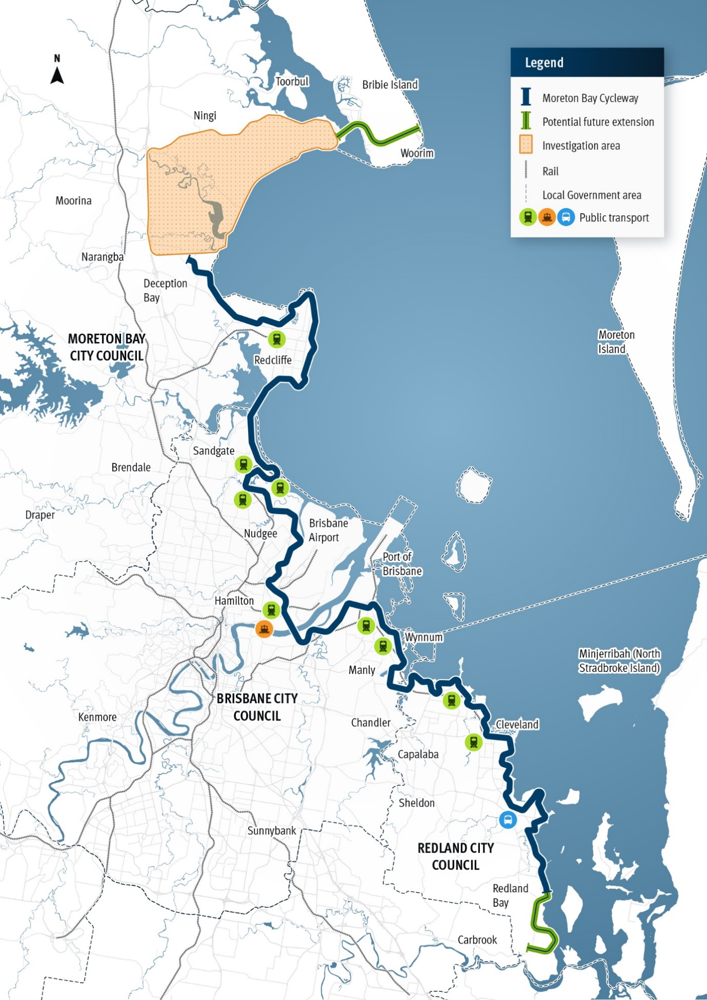 N
Toorbul
Bribie Island
Ningi
Woorim
Legend
Moreton Bay Cycleway
Potential future extension
Investigation area
Rail
Local Government area
Public transport
Moorina
Narangba
Deception
Bay
MORETON BAY
CITY COUNCIL
Redcliffe
Moreton
Island
Sandgate
Brendale
Draper
Nudgee
Brisbane
Airport
Port of
Brisbane
Hamilton
Wynnum
Manly
Minjerribah (North
Stradbroke Island)
BRISBANE CITY
COUNCIL
Kenmore
Chandler
Cleveland
Capalaba
Sheldon
Sunnybank
REDLAND CITY
COUNCIL
Redland
Bay
Carbrook